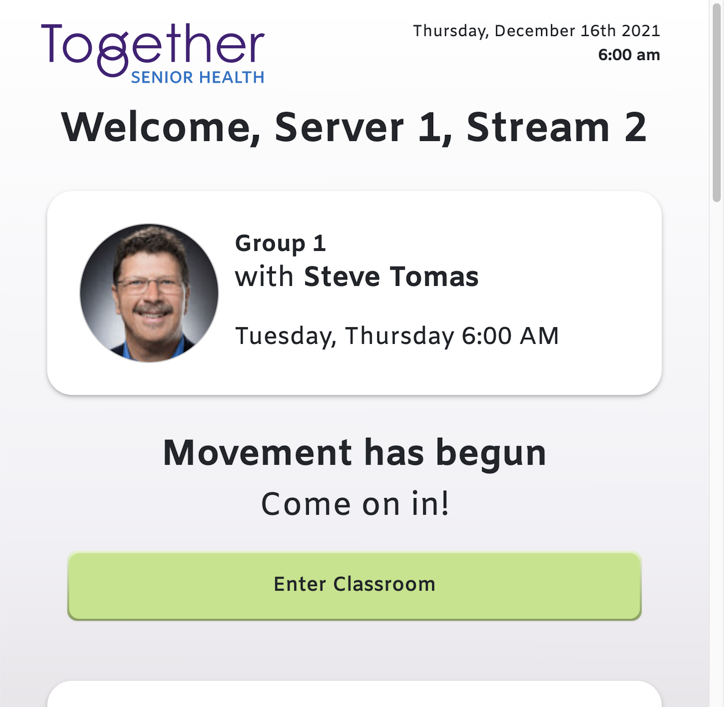 Together
SENIOR HEALTH
Thursday, December 16th 2021
6:00 am
Welcome, Server 1, Stream 2
Group 1
with Steve Tomas
Tuesday, Thursday 6:00 AM
Movement has begun
Come on in!
Enter Classroom